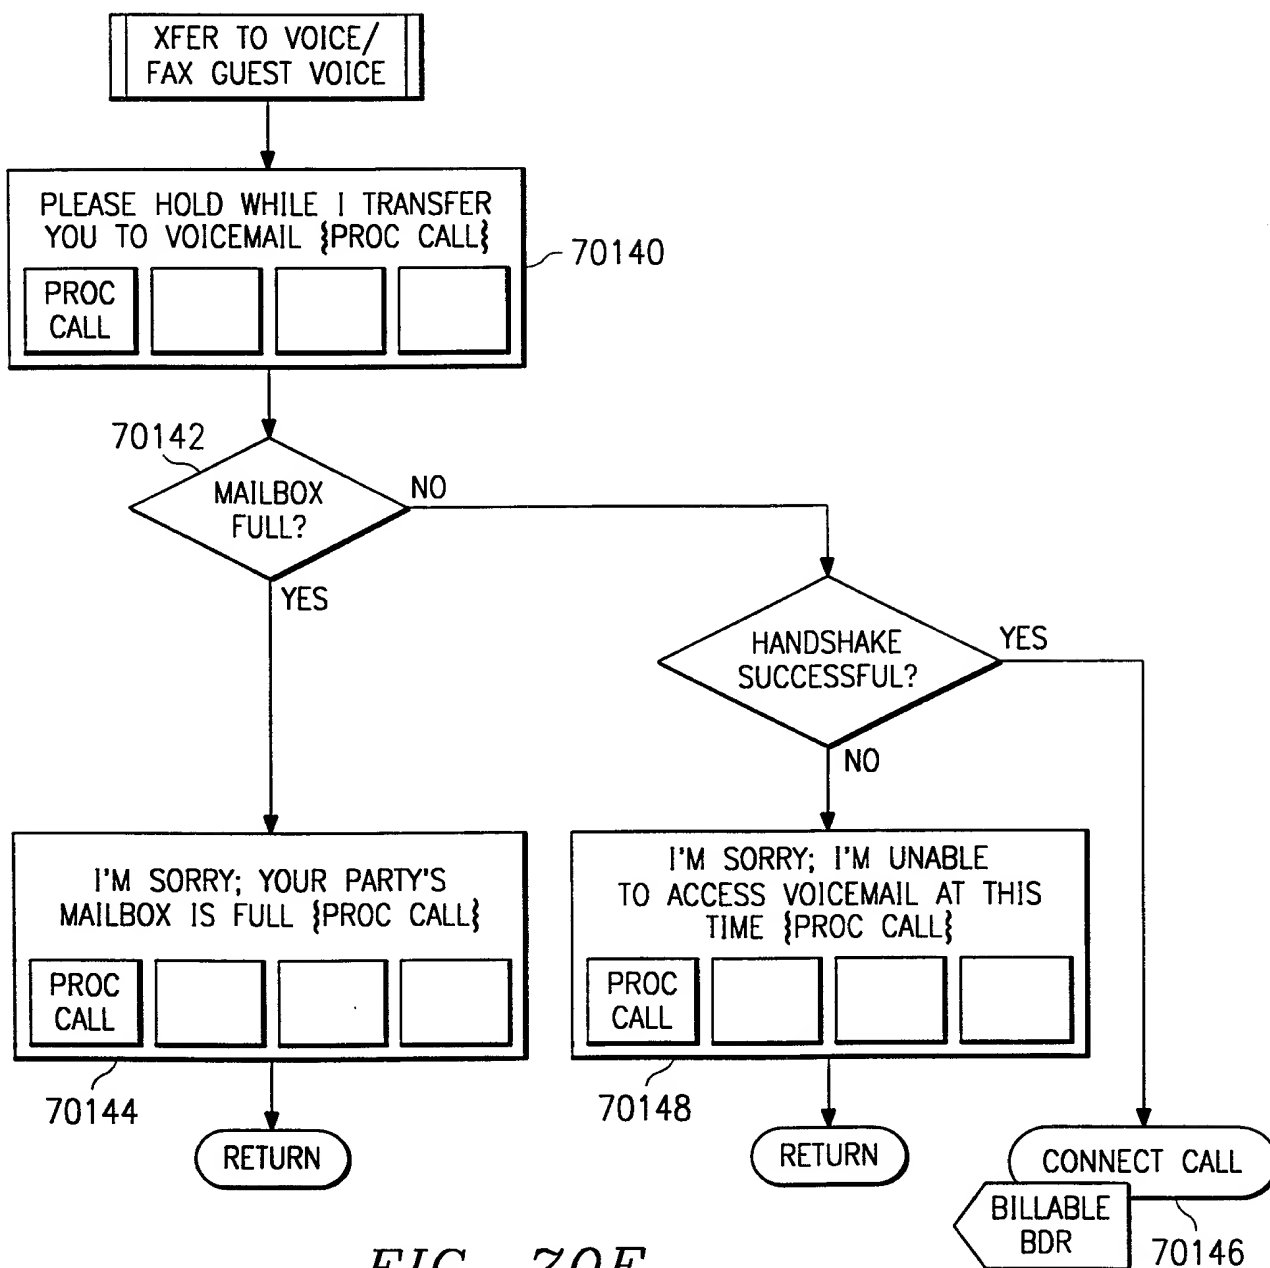 XFER TO VOICE/
FAX GUEST VOICE
PLEASE HOLD WHILE I TRANSFER
YOU TO VOICEMAIL {PROC CALL}
70140
PROC
CALL
70142
MAILBOX
FULL?
NO
YES
HANDSHAKE
SUCCESSFUL?
YES
NO
I'M SORRY; YOUR PARTY'S
MAILBOX IS FULL {PROC CALL}
PROC
CALL
70144
RETURN
I'M SORRY; I'M UNABLE
TO ACCESS VOICEMAIL AT THIS
TIME {PROC CALL}
PROC
CALL
70148
RETURN
CONNECT CALL
BILLABLE
BDR
70146